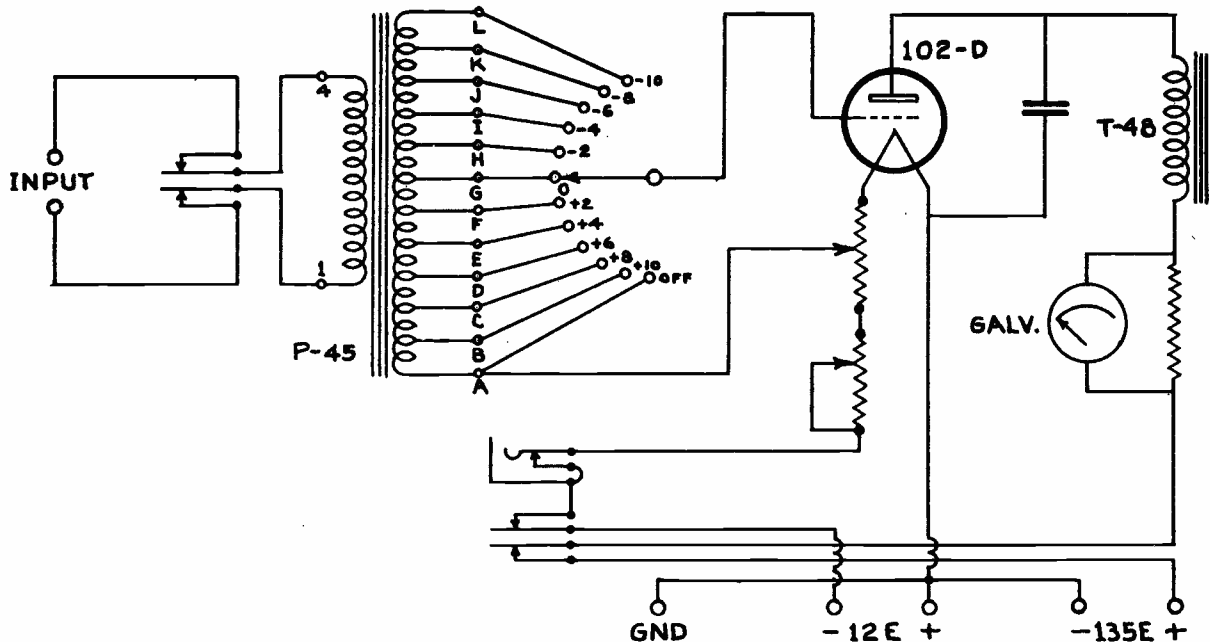 102-D
L
-10
K
-8
J
-6
I
-4
H
-2
G
0
+2
F
+4
E
+6
D
+8
C
+10
OFF
B
A
4
1
INPUT
P-45
T-48
GALV.
GND
-12E+
-135E+